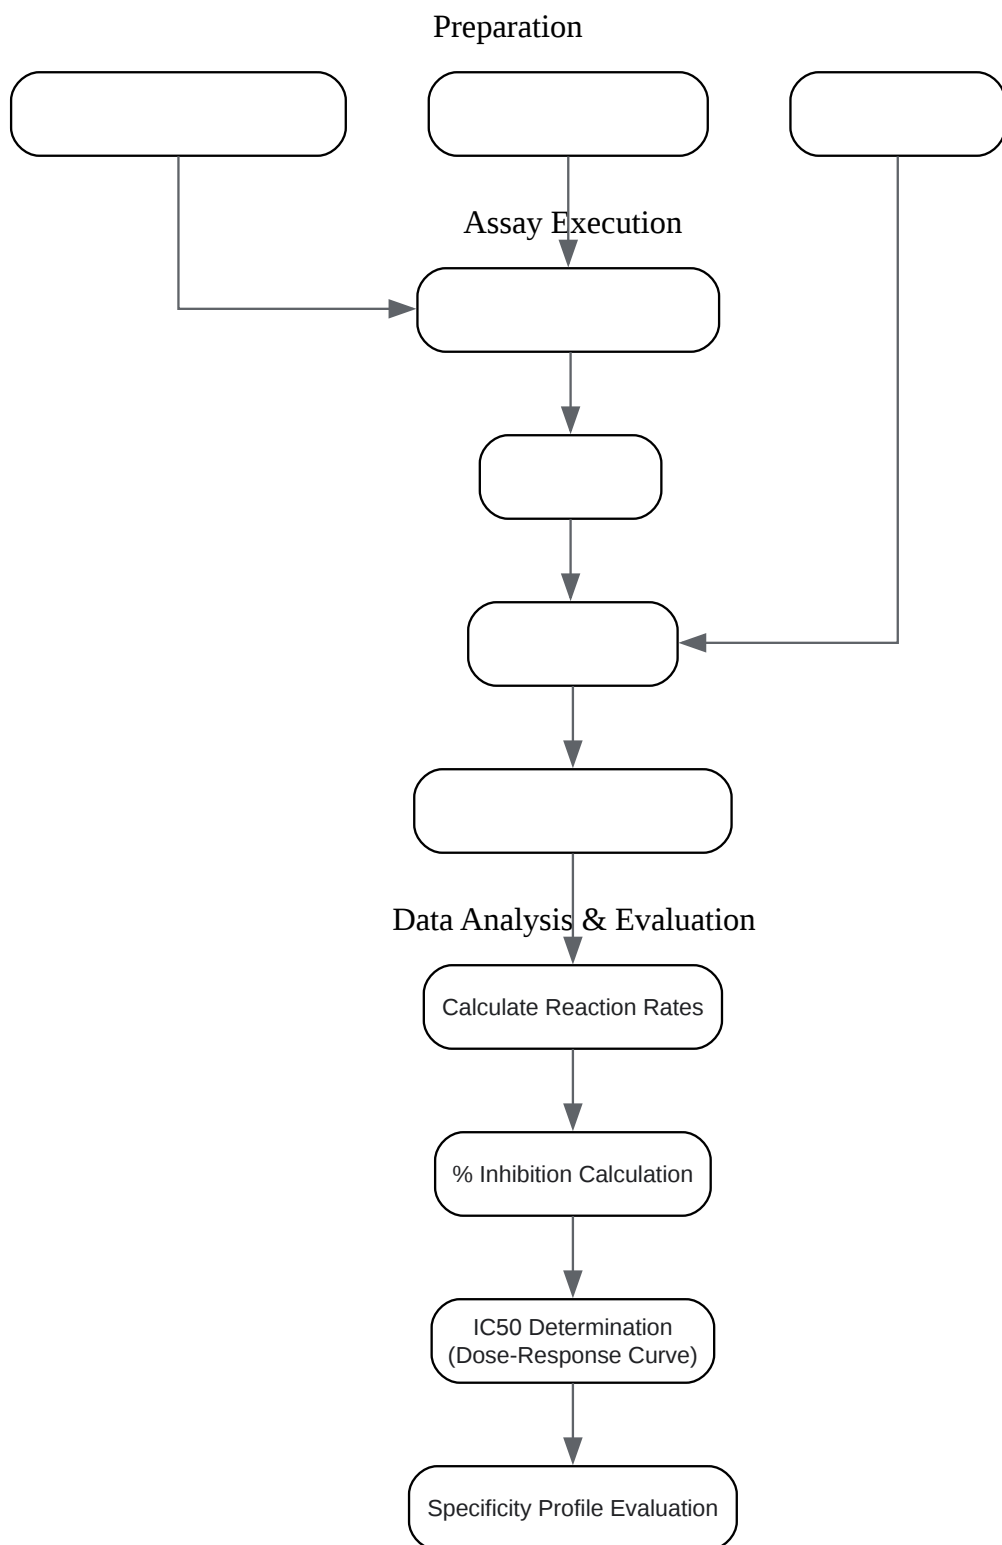 Preparation
Assay Execution
Data Analysis & Evaluation
Calculate Reaction Rates
% Inhibition Calculation
IC50 Determination
(Dose-Response Curve)
Specificity Profile Evaluation